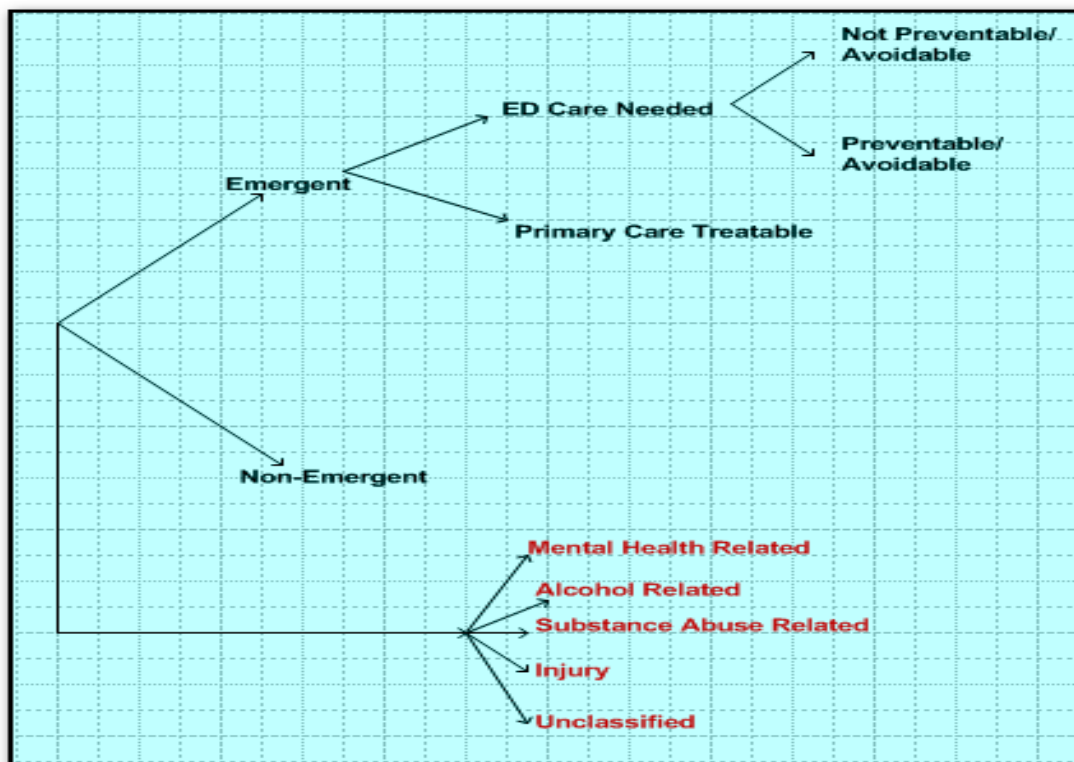 Not Preventable/
Avoidable
ED Care Needed
Preventable/
Avoidable
Emergent
Primary Care Treatable
Non-Emergent
Mental Health Related
Alcohol Related
Substance Abuse Related
Injury
Unclassified